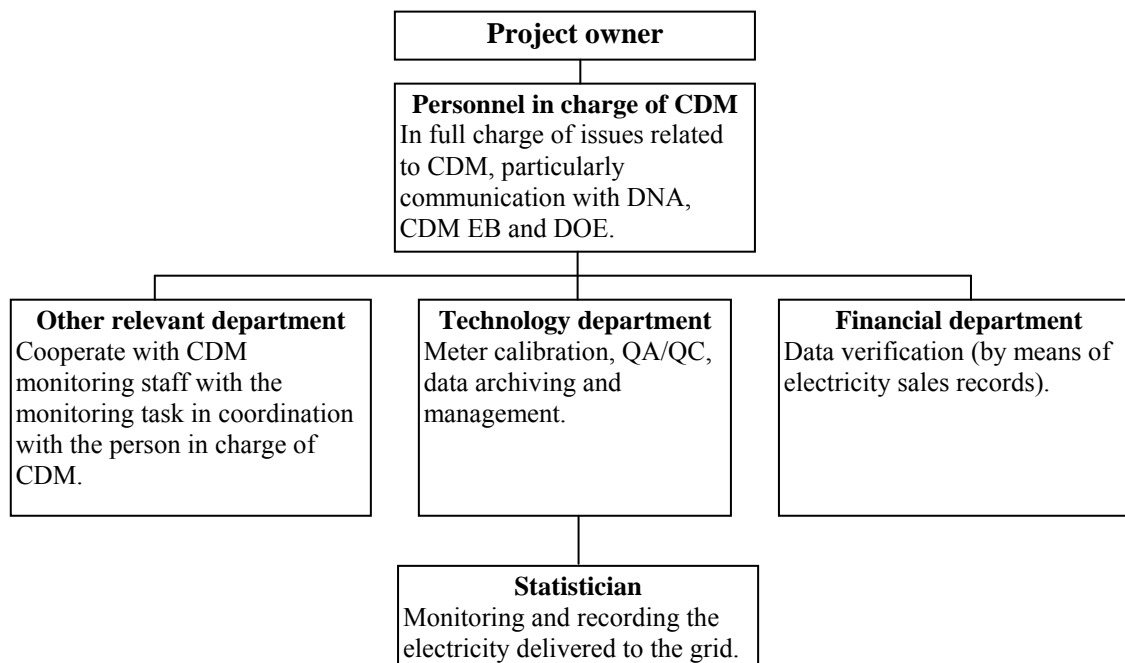 Project owner
Personnel in charge of CDM
In full charge of issues related
to CDM, particularly
communication with DNA,
CDM EB and DOE.
Other relevant department
Cooperate with CDM
monitoring staff with the
monitoring task in coordination
with the person in charge of
CDM.
Technology department
Meter calibration, QA/QC,
data archiving and
management.
Financial department
Data verification (by means of
electricity sales records).
Statistician
Monitoring and recording the
electricity delivered to the grid.